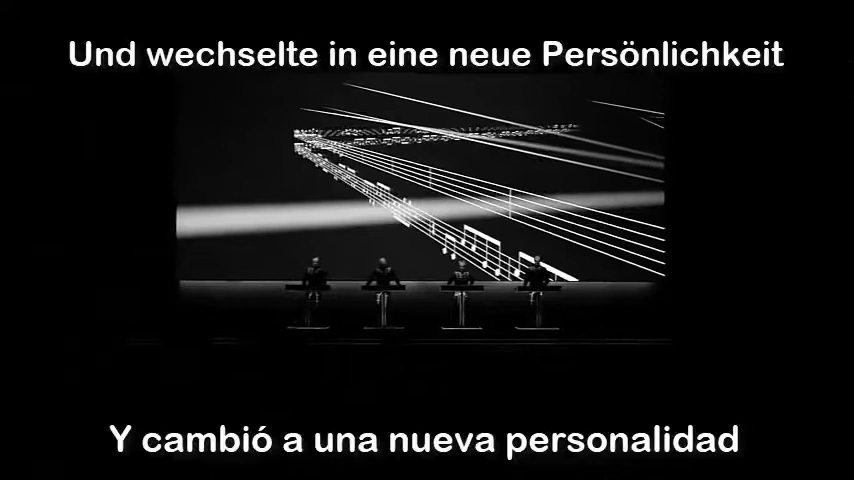 Und wechselte in eine neue Persönlichkeit
Y cambió a una nueva personalidad